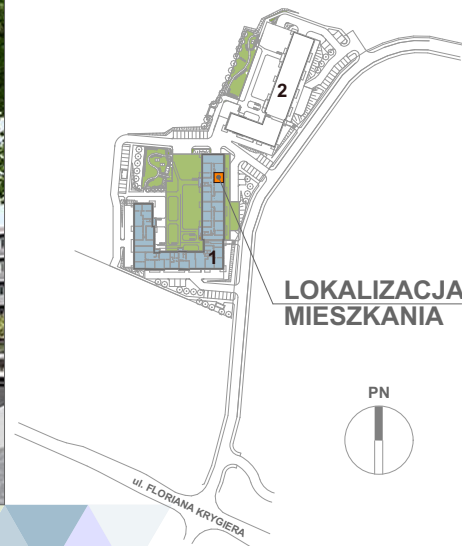 2
1
LOKALIZACJA
MIESZKANIA
PN
ul. FLORIANA KRYGIERA